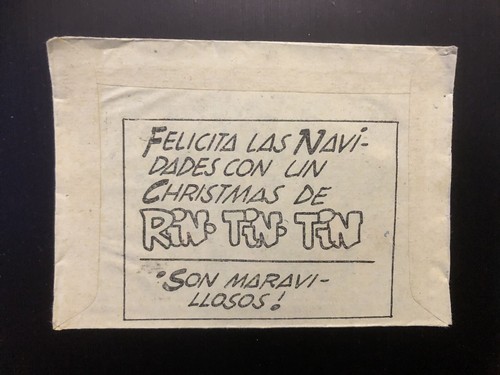 FELICITA LAS NAVI-
DADES CON UN
CHRISTMAS DE
RIN·TIN·TIN
¡SON MARAVI-
LLOSOS!